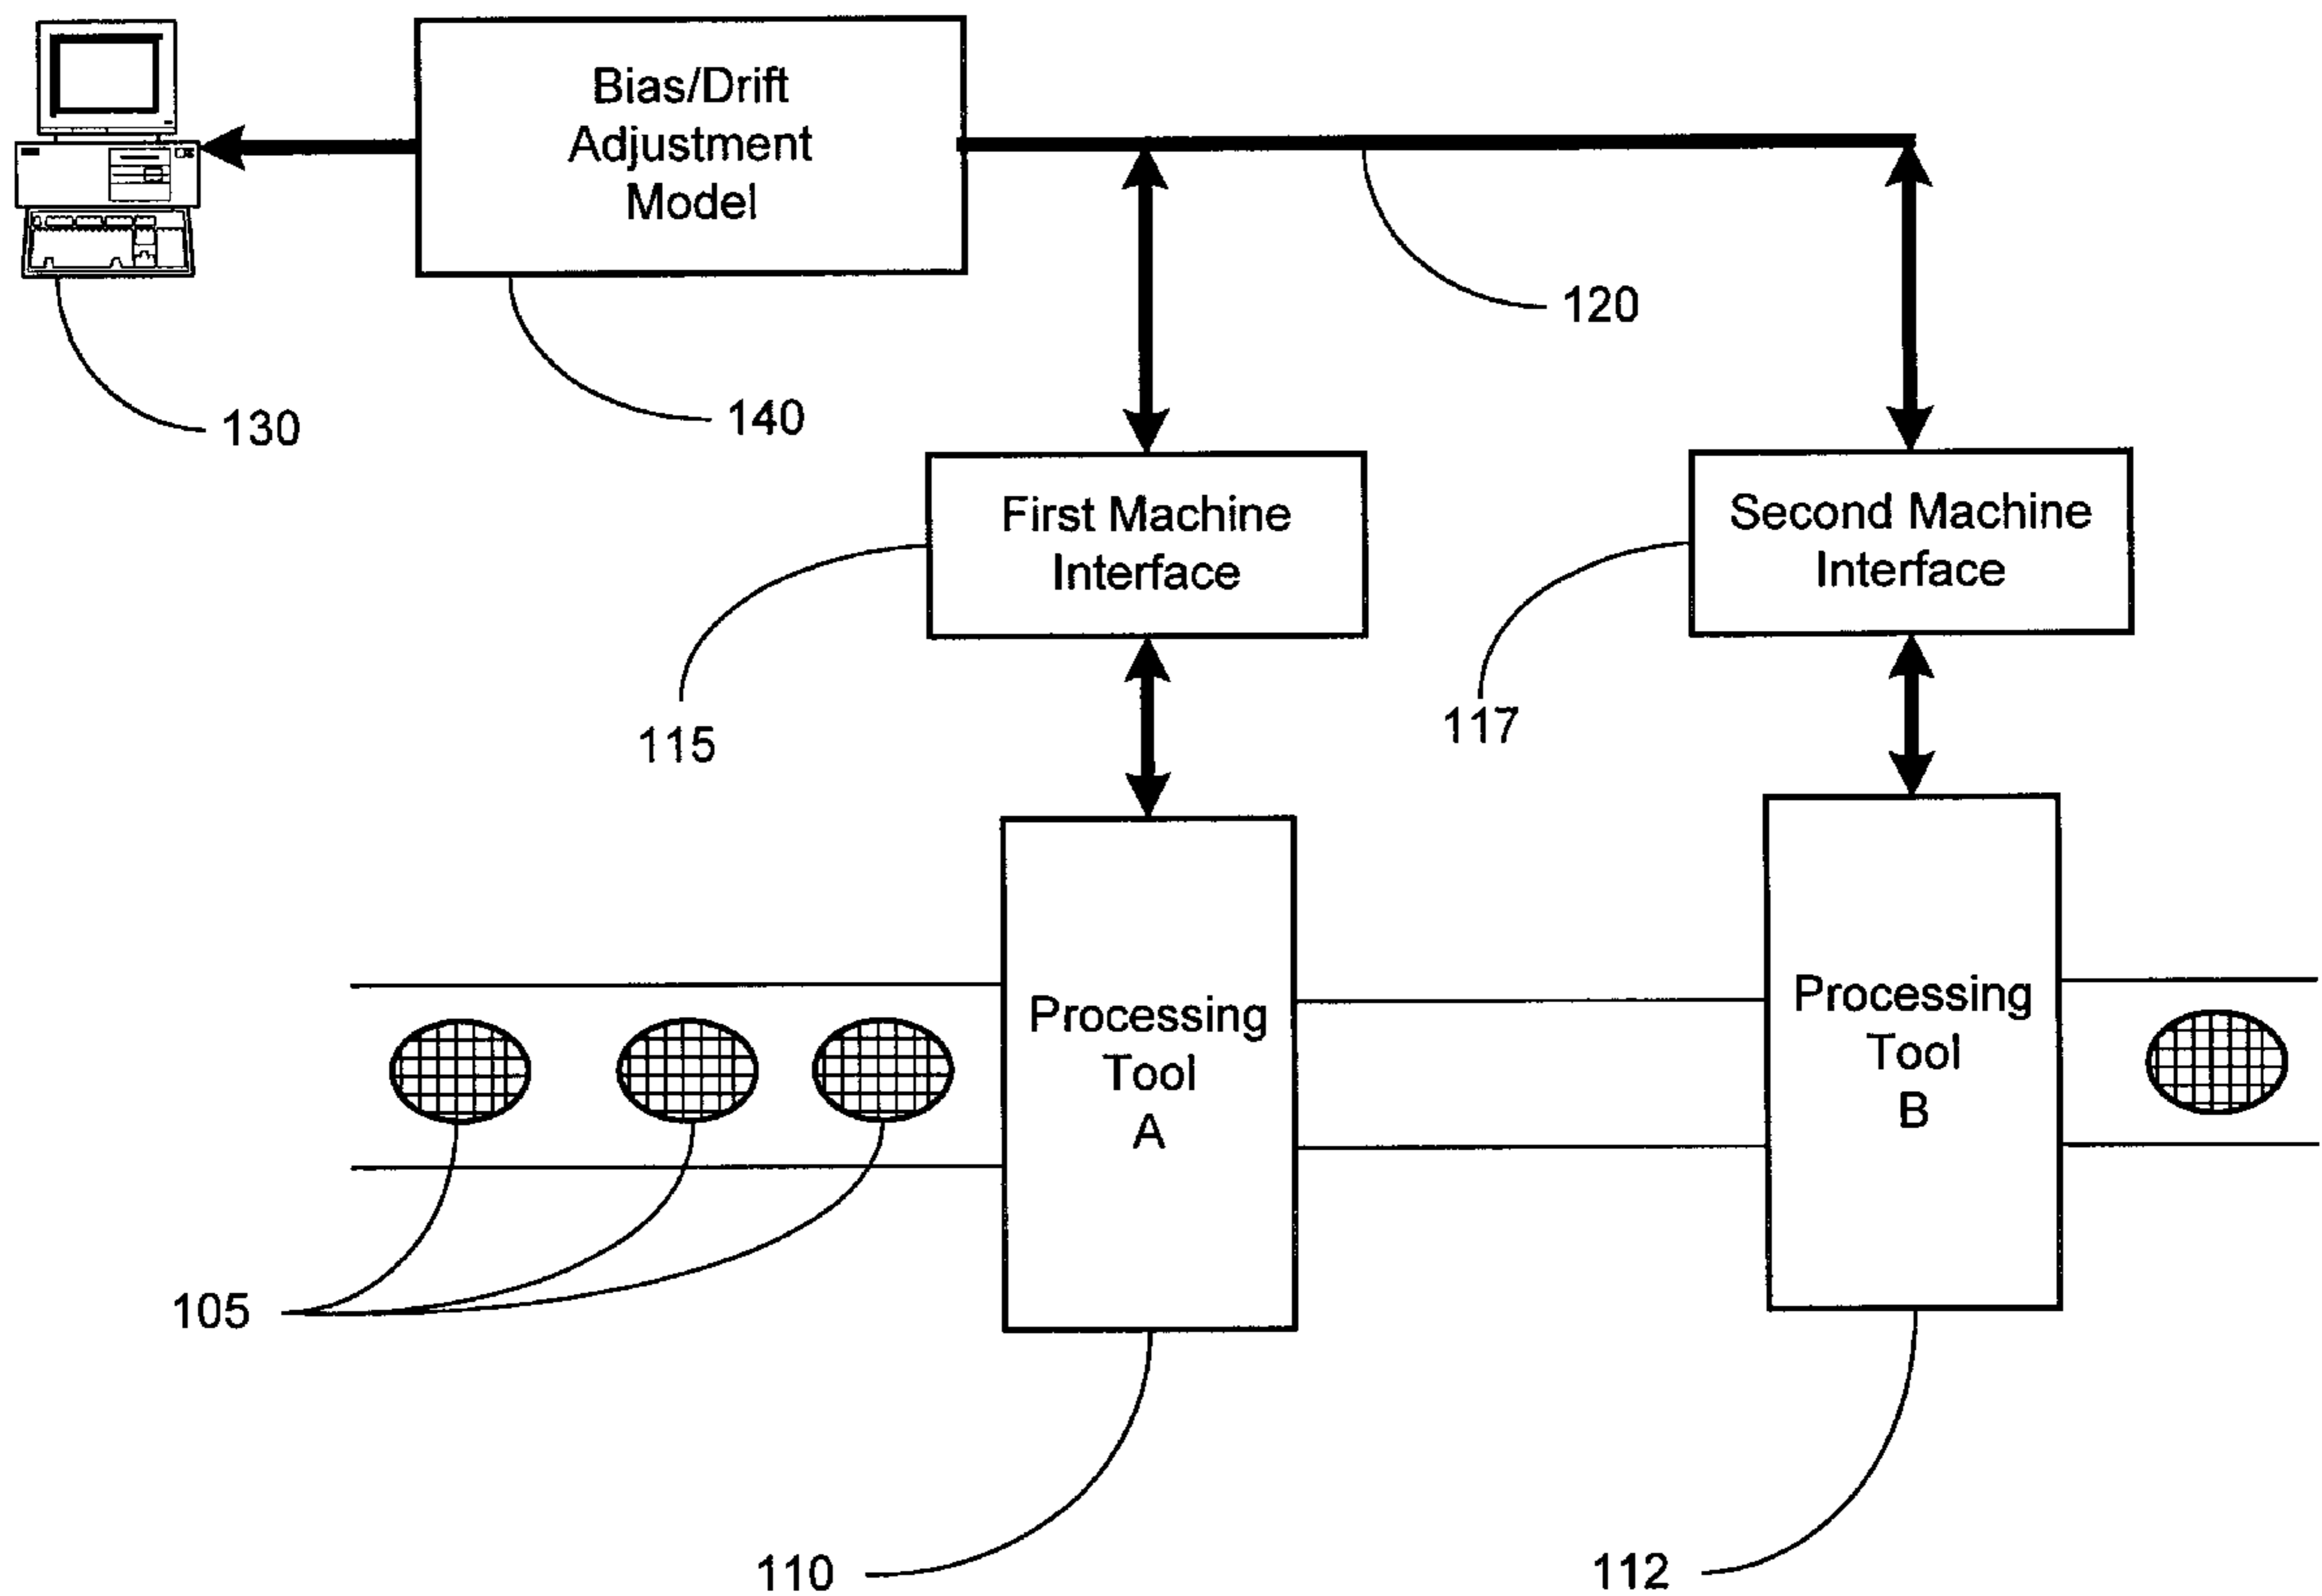 Bias/Drift
Adjustment
Model
120
130
140
First Machine
Interface
Second Machine
Interface
115
117
Processing
Tool
A
Processing
Tool
B
105
110
112